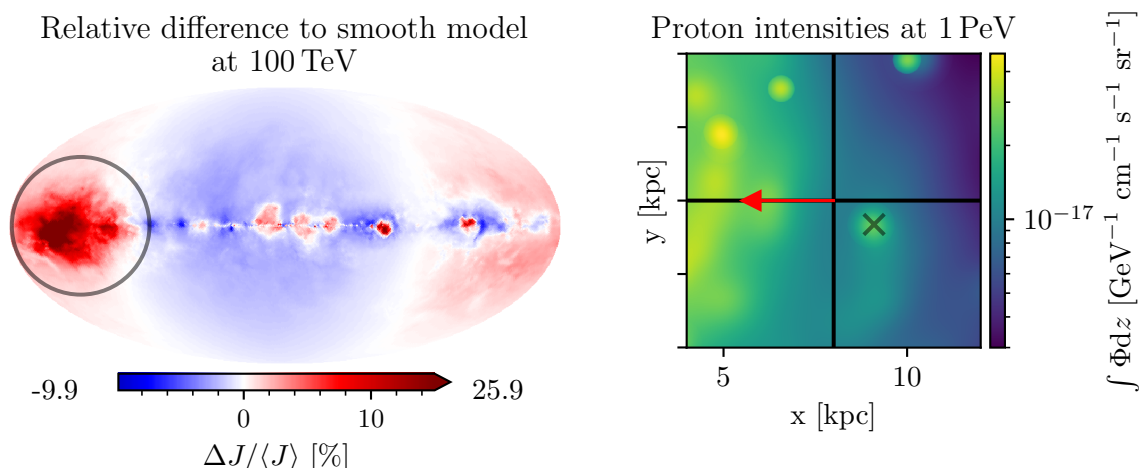 Relative difference to smooth model
at 100 TeV
-9.9
25.9
0
10
ΔJ/⟨J⟩ [%]
Proton intensities at 1 PeV
y [kpc]
5
10
x [kpc]
10⁻¹⁷
∫ Φdz [GeV⁻¹ cm⁻¹ s⁻¹ sr⁻¹]